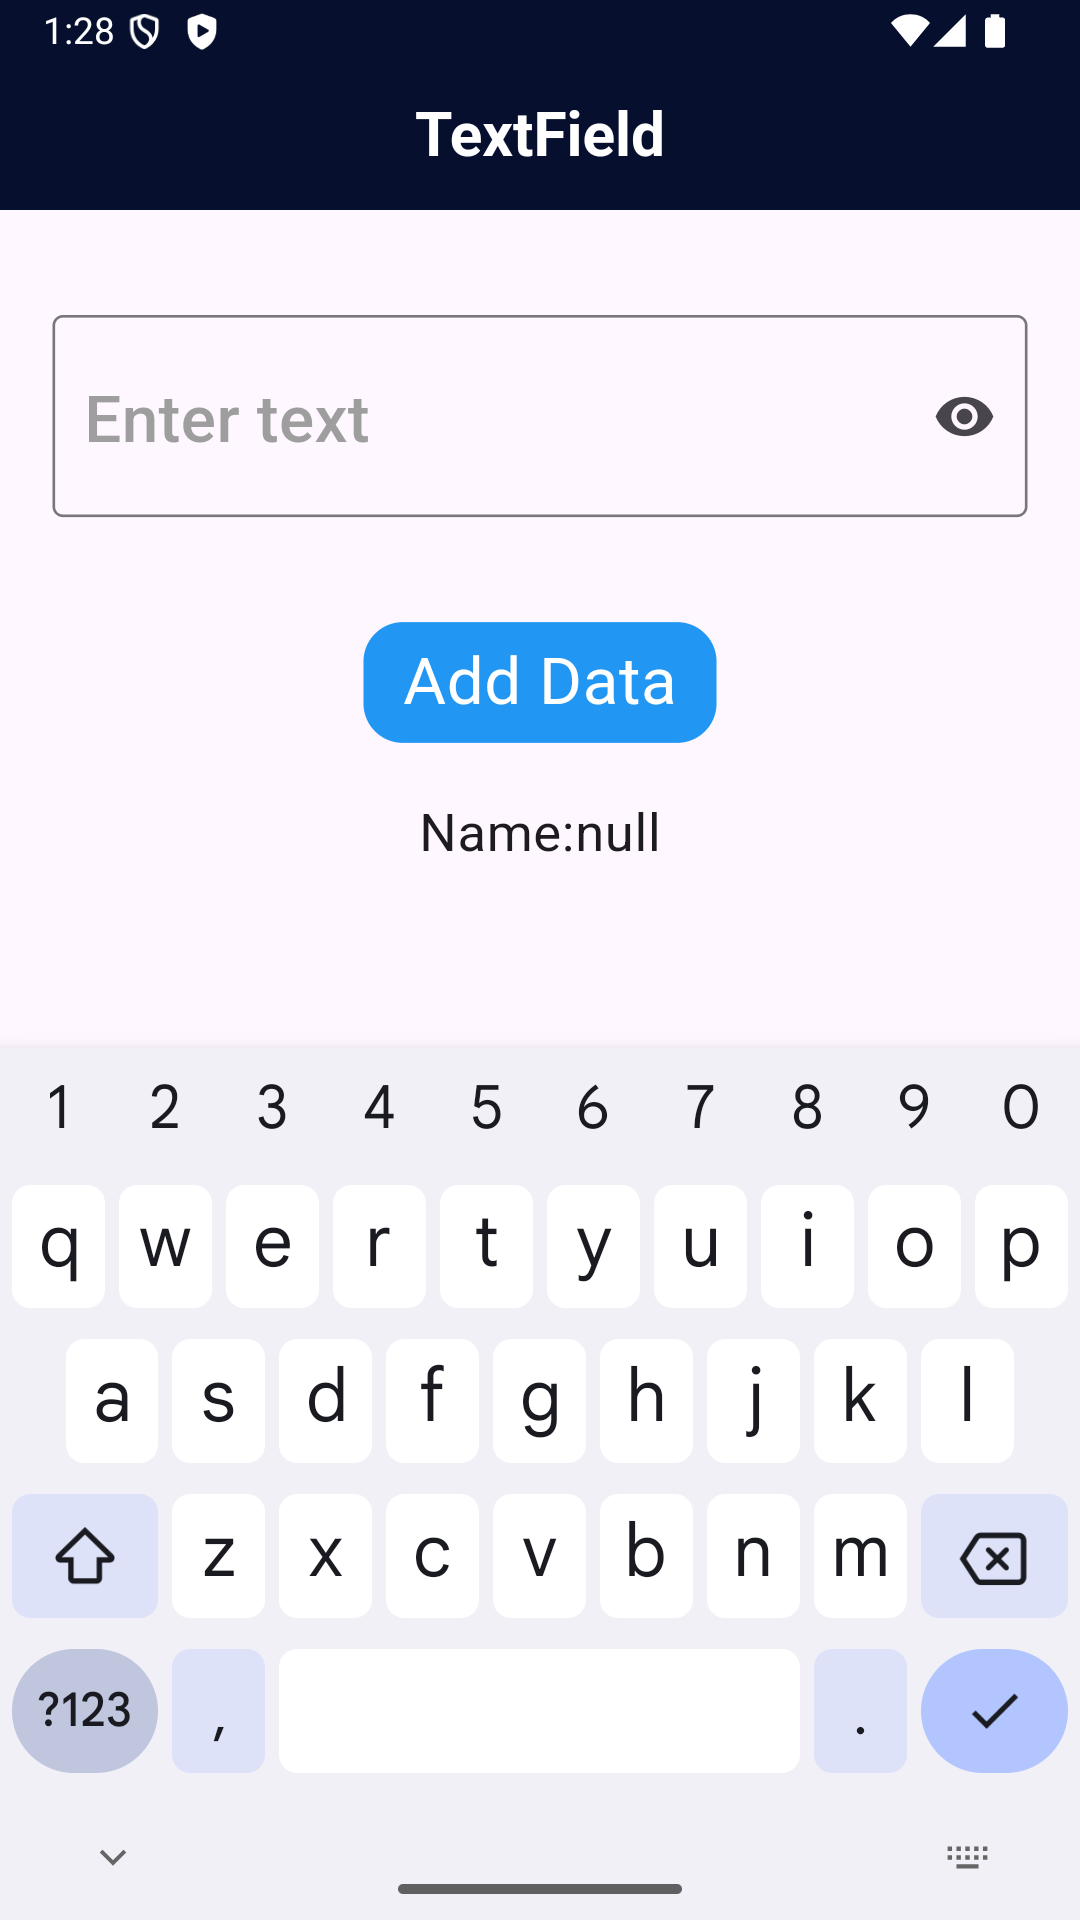 1:28
TextField
Enter text
Add Data
Name:null
1 2 3 4 5 6 7 8 9 0
q w e r t y u i o p
a s d f g h j k l
z x c v b n m
?123 , .